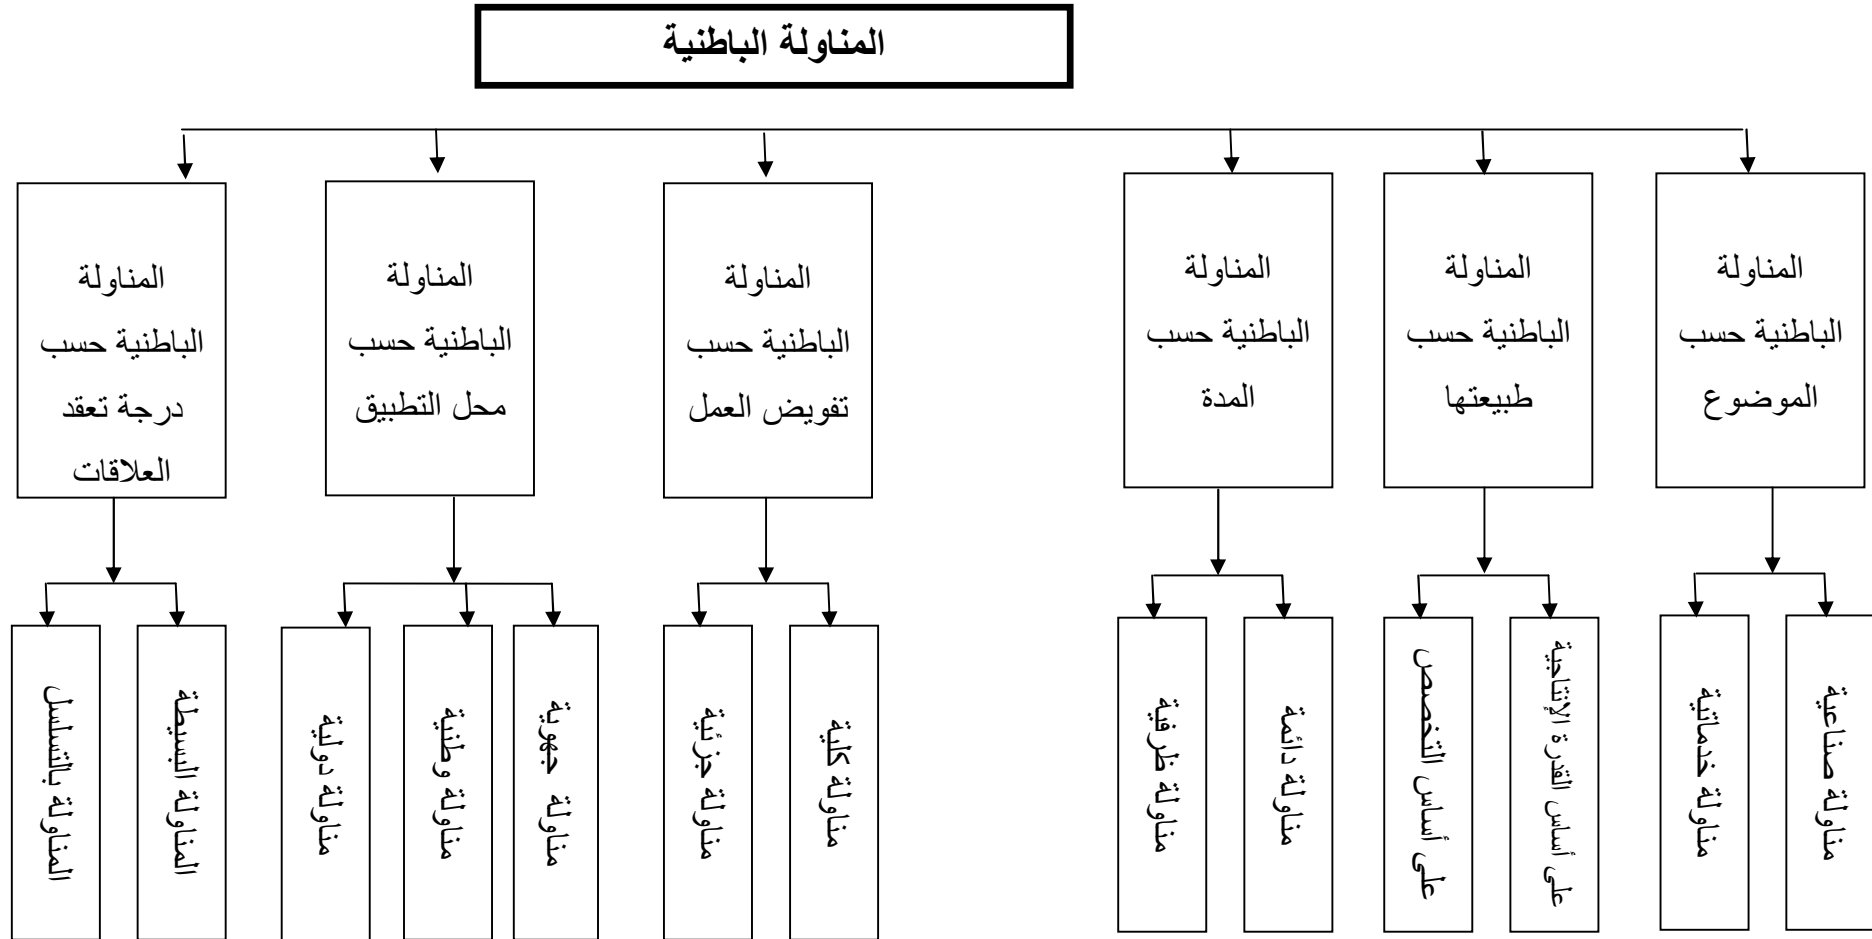 المناولة الباطنية
المناولة
الباطنية حسب
الموضوع
المناولة
الباطنية حسب
طبيعتها
المناولة
الباطنية حسب
المدة
المناولة
الباطنية حسب
تفويض العمل
المناولة
الباطنية حسب
محل التطبيق
المناولة
الباطنية حسب
درجة تعقد
العلاقات
مناولة صناعية
مناولة خدماتية
على أساس القدرة الإنتاجية
على أساس التخصص
مناولة دائمة
مناولة ظرفية
مناولة كلية
مناولة جزئية
مناولة جهوية
مناولة وطنية
مناولة دولية
المناولة البسيطة
المناولة بالتسلسل